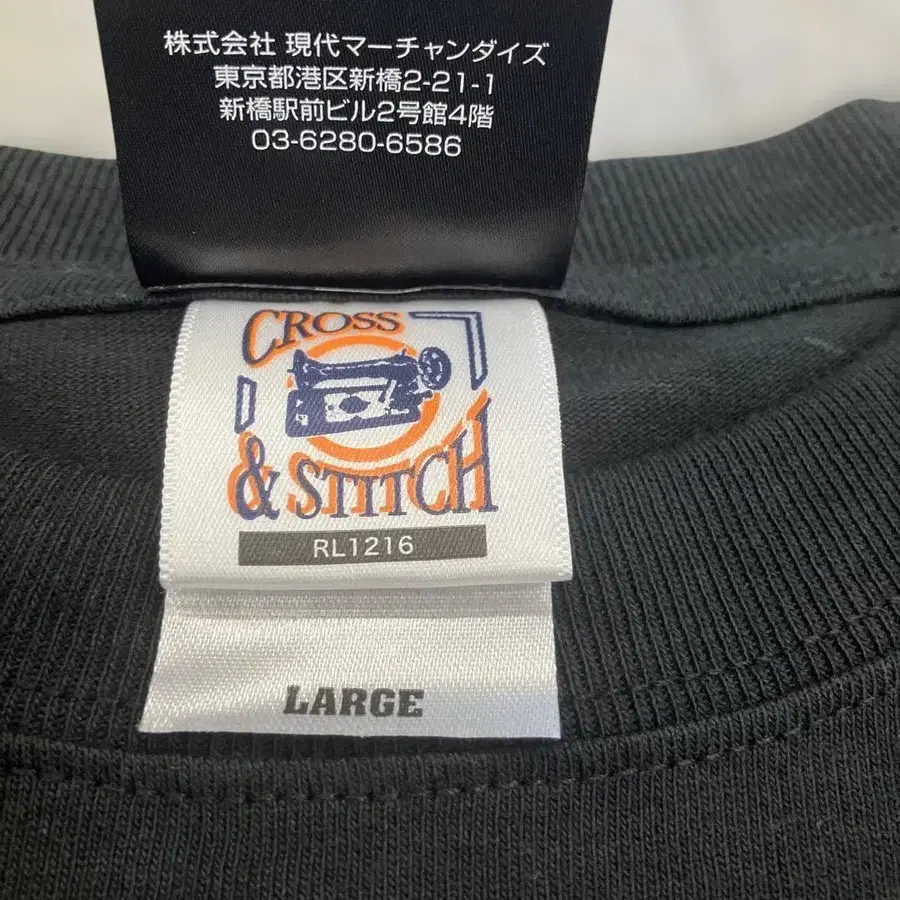 株式会社 現代マーチャンダイズ
東京都港区新橋2-21-1
新橋駅前ビル2号館4階
03-6280-6586
CROSS
& STITCH
RL1216
LARGE